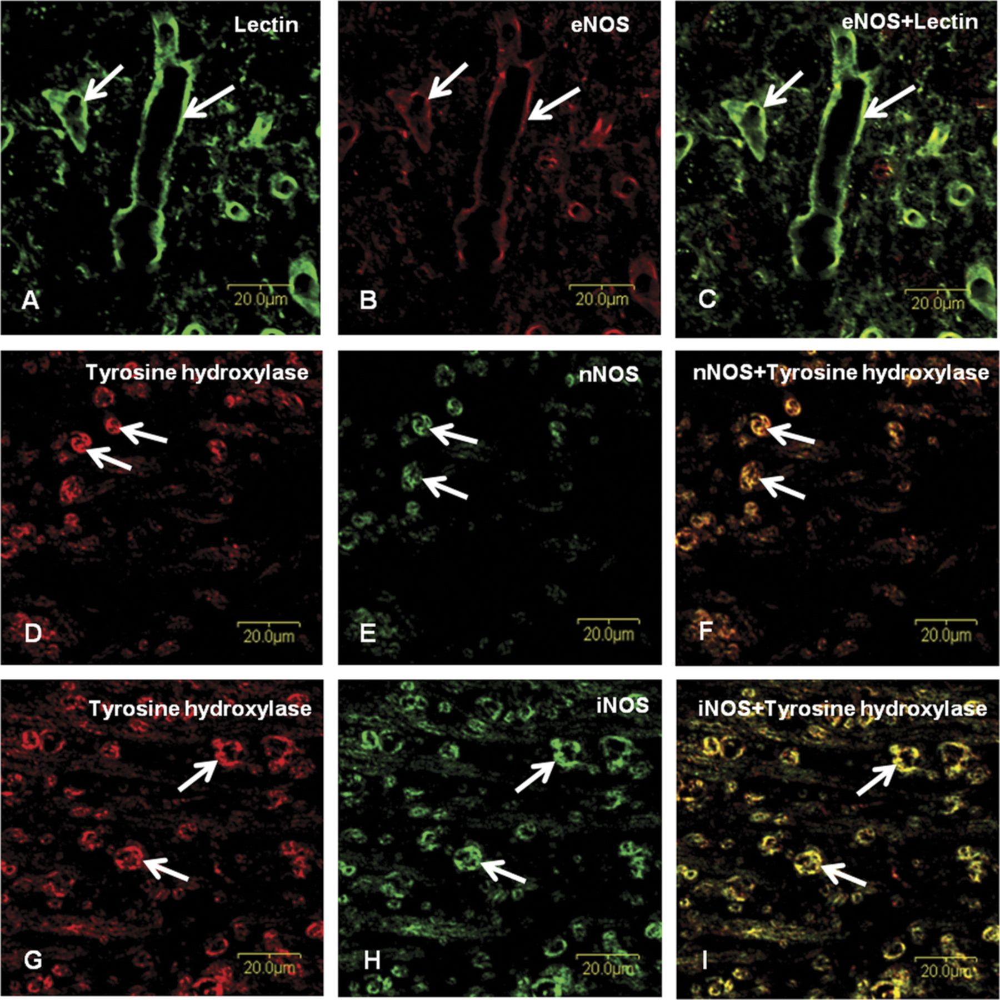 Lectin
A
20.0µm
eNOS
B
20.0µm
eNOS+Lectin
C
20.0µm
Tyrosine hydroxylase
D
20.0µm
nNOS
E
20.0µm
nNOS+Tyrosine hydroxylase
F
20.0µm
Tyrosine hydroxylase
G
20.0µm
iNOS
H
20.0µm
iNOS+Tyrosine hydroxylase
I
20.0µm